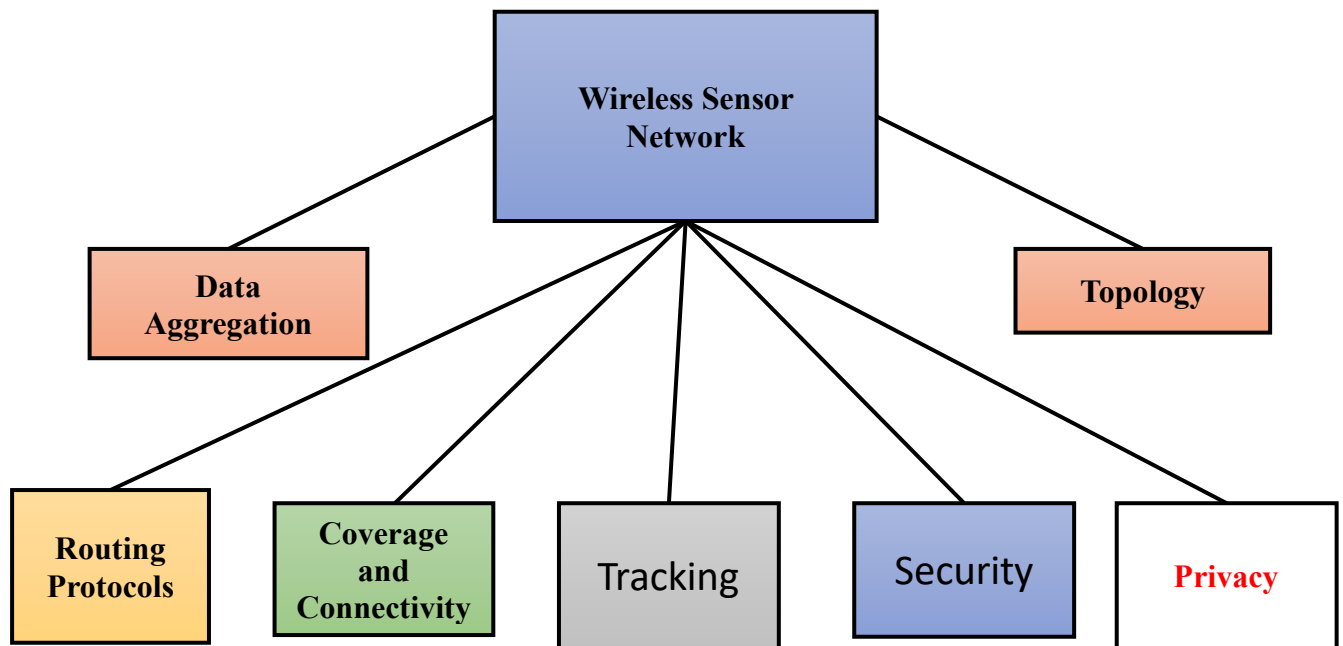 Wireless Sensor
Network
Data
Aggregation
Topology
Routing
Protocols
Coverage
and
Connectivity
Tracking
Security
Privacy